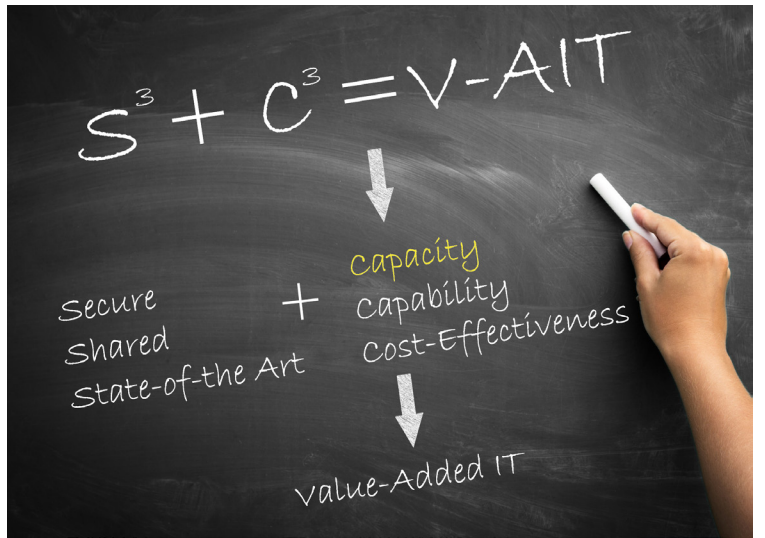 S³ + C³ = V-AIT
Secure
Shared
State-of-the Art
+
Capacity
Capability
Cost-Effectiveness
Value-Added IT